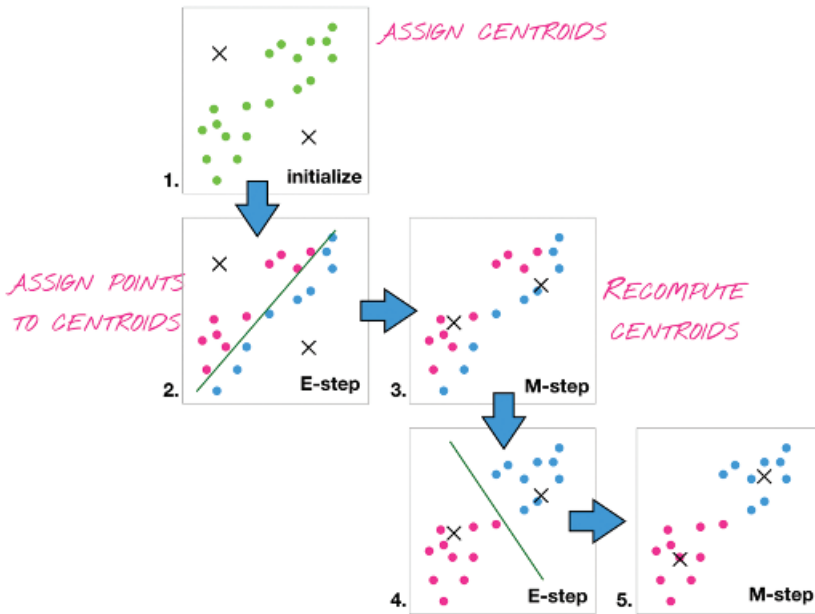 ASSIGN CENTROIDS
1.
initialize
ASSIGN POINTS
TO CENTROIDS
2.
E-step
3.
M-step
RECOMPUTE
CENTROIDS
4.
E-step
5.
M-step